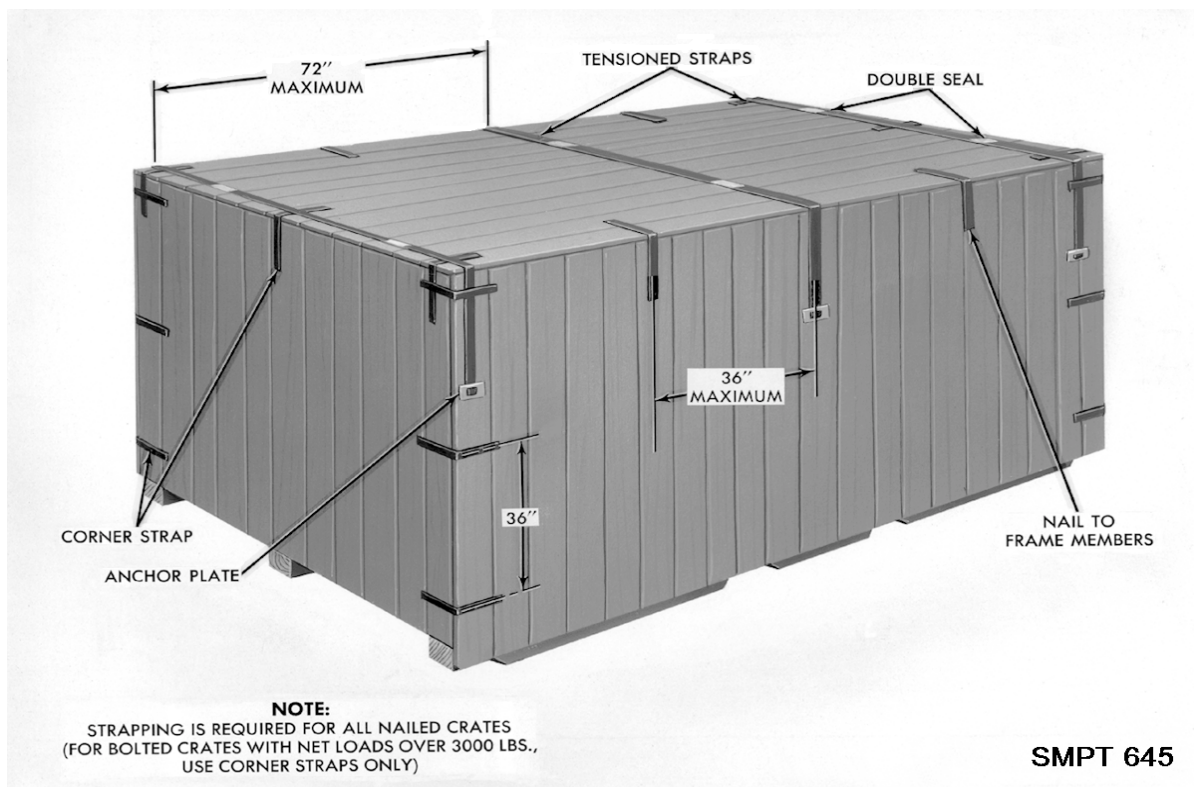 72"
MAXIMUM
TENSIONED STRAPS
DOUBLE SEAL
36"
MAXIMUM
36"
CORNER STRAP
ANCHOR PLATE
NAIL TO
FRAME MEMBERS
NOTE:
STRAPPING IS REQUIRED FOR ALL NAILED CRATES
(FOR BOLTED CRATES WITH NET LOADS OVER 3000 LBS.,
USE CORNER STRAPS ONLY)
SMPT 645